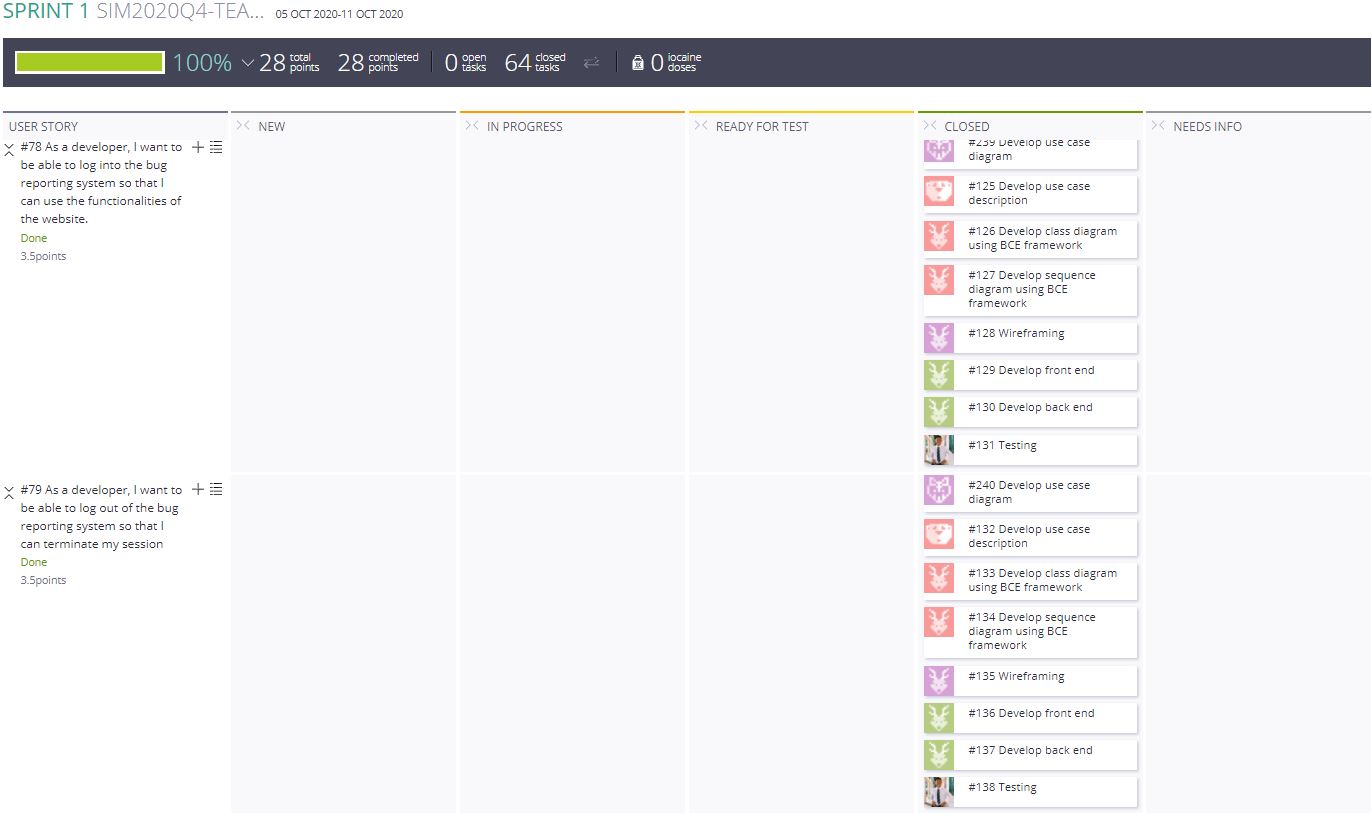 SPRINT 1 SIM2020Q4-TEA... 05 OCT 2020-11 OCT 2020
100% 28 total points 28 completed points 0 open tasks 64 closed tasks 0 iocaine doses
USER STORY NEW IN PROGRESS READY FOR TEST CLOSED NEEDS INFO
#78 As a developer, I want to
be able to log into the bug
reporting system so that I
can use the functionalities of
the website.
Done
3.5points
#239 Develop use case
diagram
#125 Develop use case
description
#126 Develop class diagram
using BCE framework
#127 Develop sequence
diagram using BCE
framework
#128 Wireframing
#129 Develop front end
#130 Develop back end
#131 Testing
#79 As a developer, I want to
be able to log out of the bug
reporting system so that I
can terminate my session
Done
3.5points
#240 Develop use case
diagram
#132 Develop use case
description
#133 Develop class diagram
using BCE framework
#134 Develop sequence
diagram using BCE
framework
#135 Wireframing
#136 Develop front end
#137 Develop back end
#138 Testing